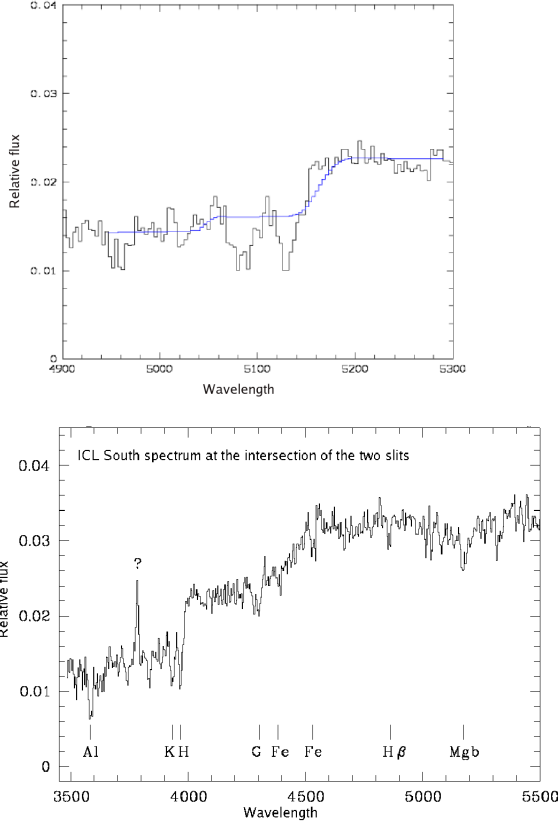 0.04
0.03
Relative flux
0.02
0.01
0
4900 5000 5100 5200 5300
Wavelength
ICL South spectrum at the intersection of the two slits
0.04
?
0.03
Relative flux
0.02
0.01
Al K H G Fe Fe Hβ Mgb
0
3500 4000 4500 5000 5500
Wavelength